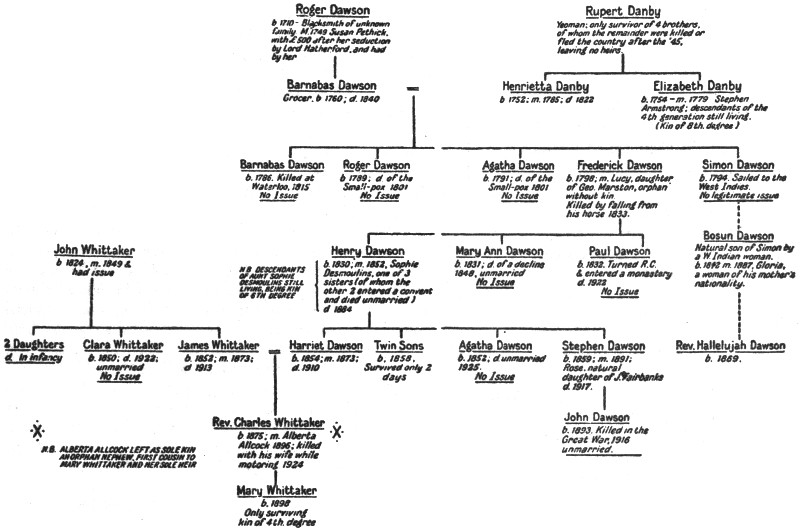 Roger Dawson
b 1710 - Blacksmith of unknown
family M. 1749 Susan Pethick,
with £500 after her seduction
by Lord Hatherford, and had
by her
Rupert Danby
Yeoman; only survivor of 4 brothers,
of whom the remainder were killed or
fled the country after the '45,
leaving no heirs.
Barnabas Dawson
Grocer. b 1760; d. 1840
=
Henrietta Danby
b 1752; m. 1785; d 1822
Elizabeth Danby
b. 1754 - m. 1779 Stephen
Armstrong; descendants of the
4th generation still living.
(Kin of 8th. degree)
Barnabas Dawson
b. 1786. Killed at
Waterloo, 1815
No Issue
Roger Dawson
b 1789; d of the
Small-pox 1801
No Issue
Agatha Dawson
b. 1791; d. of the
Small-pox 1801
No Issue
Frederick Dawson
b. 1798; m. Lucy, daughter
of Geo. Marston, orphan
without kin
Killed by falling from
his horse 1833.
Simon Dawson
b. 1794. Sailed to the
West Indies.
No legitimate issue
John Whittaker
b 1824, m. 1849 &
had issue
N.B DESCENDANTS
OF AUNT SOPHIE
DESMOULINS STILL
LIVING, BEING KIN
OF 6TH DEGREE
Henry Dawson
b. 1830; m. 1852, Sophie
Desmoulins, one of 3
sisters (of whom the
other 2 entered a convent
and died unmarried)
d 1884
Mary Ann Dawson
b. 1831; d. of a decline
1848, unmarried
No Issue
Paul Dawson
b. 1832. Turned R.C.
& entered a monastery
d. 1922
No Issue
Bosun Dawson
Natural son of Simon by
a W. Indian woman.
b. 1842 m. 1887, Gloria,
a woman of his mother's
nationality.
2 Daughters
d. In infancy
Clara Whittaker
b. 1850; d. 1922;
unmarried
No Issue
James Whittaker
b. 1852; m. 1873;
d. 1913
=
Harriet Dawson
b. 1854; m. 1873;
d. 1910
Twin Sons
b. 1858.
Survived only 2
days
Agatha Dawson
b. 1852; d unmarried
1925.
No Issue
Stephen Dawson
b. 1859; m. 1891;
Rose, natural
daughter of J. Fairbanks
d. 1917.
Rev. Hallelujah Dawson
b. 1889.
John Dawson
b. 1893. Killed in the
Great War, 1916
unmarried.
Rev. Charles Whittaker
b 1875; m. Alberta
Allcock 1896; killed
with his wife while
motoring 1924
N.B. ALBERTA ALLCOCK LEFT AS SOLE KIN
AN ORPHAN NEPHEW, FIRST COUSIN TO
MARY WHITTAKER AND HER SOLE HEIR
Mary Whittaker
b. 1898
Only surviving
kin of 4th. degree